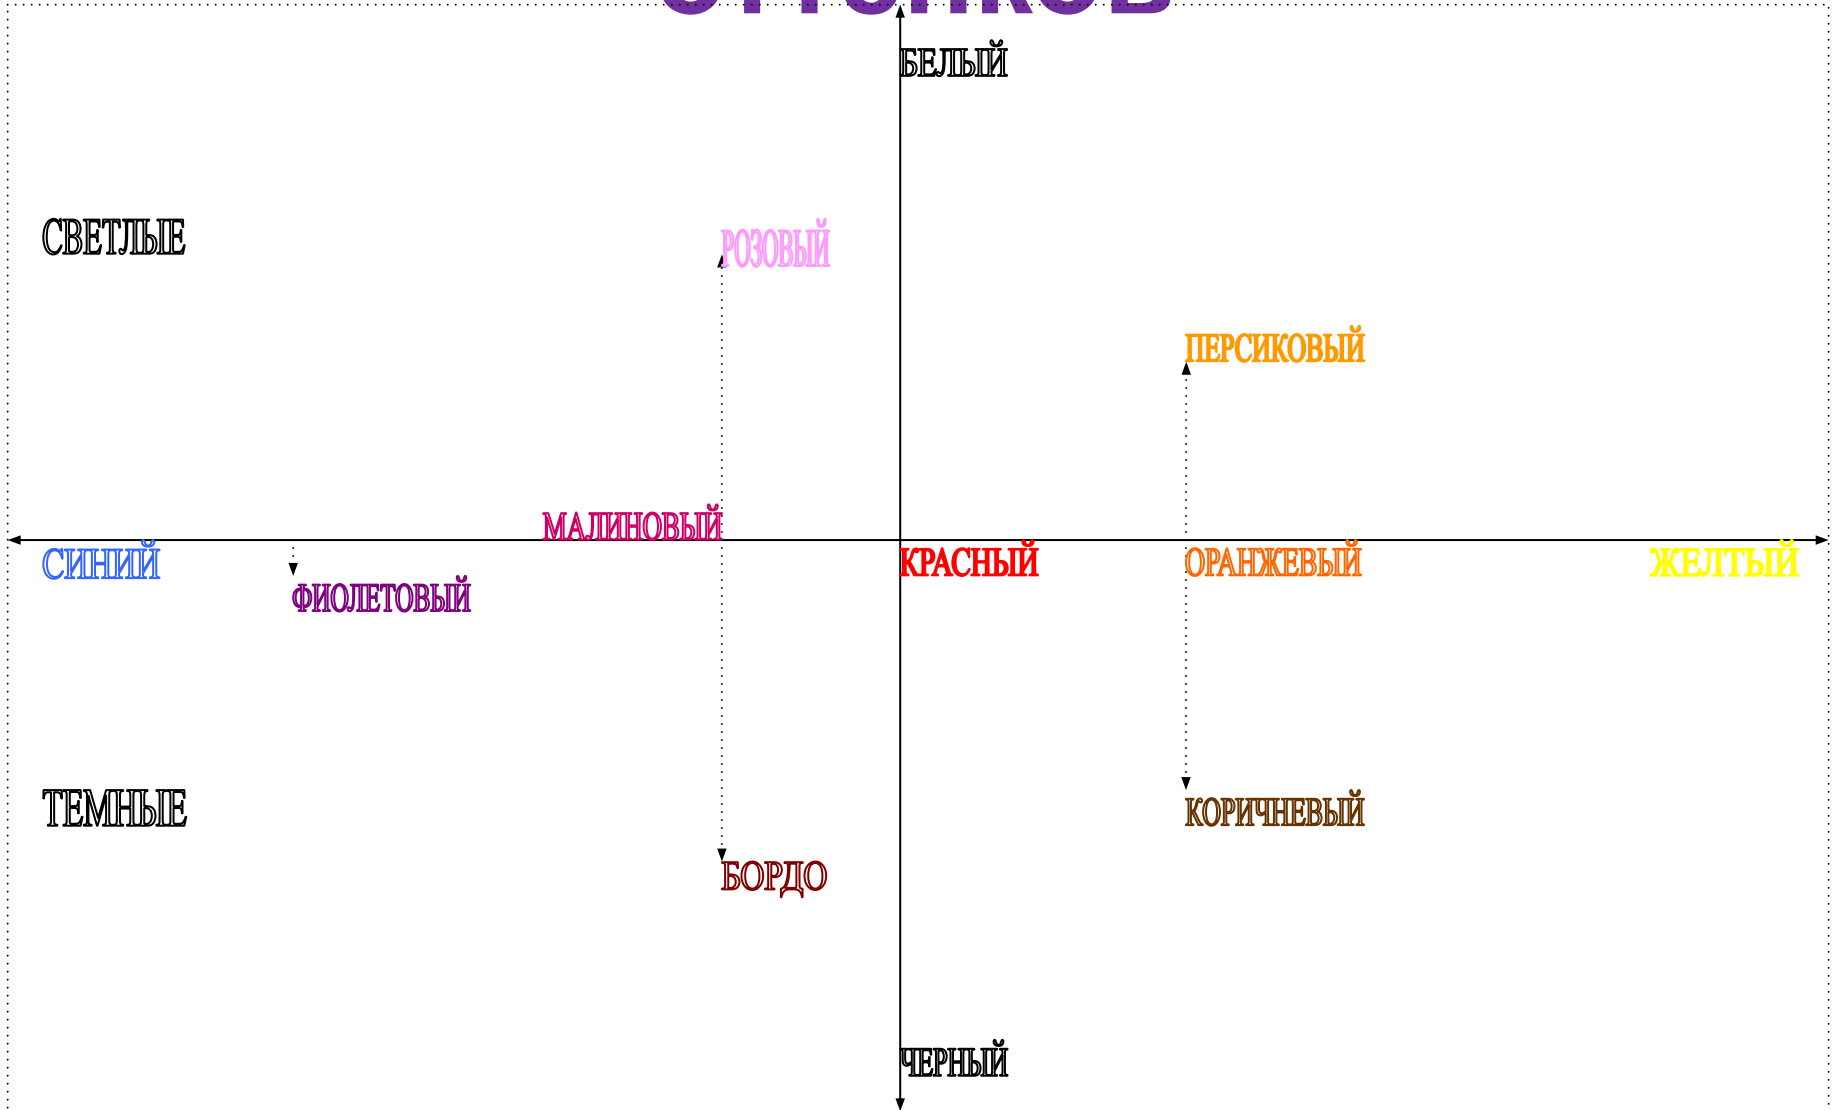 БЕЛЫЙ
СВЕТЛЫЕ
РОЗОВЫЙ
ПЕРСИКОВЫЙ
МАЛИНОВЫЙ
СИНИЙ
КРАСНЫЙ
ОРАНЖЕВЫЙ
ЖЕЛТЫЙ
ФИОЛЕТОВЫЙ
ТЕМНЫЕ
КОРИЧНЕВЫЙ
БОРДО
ЧЕРНЫЙ